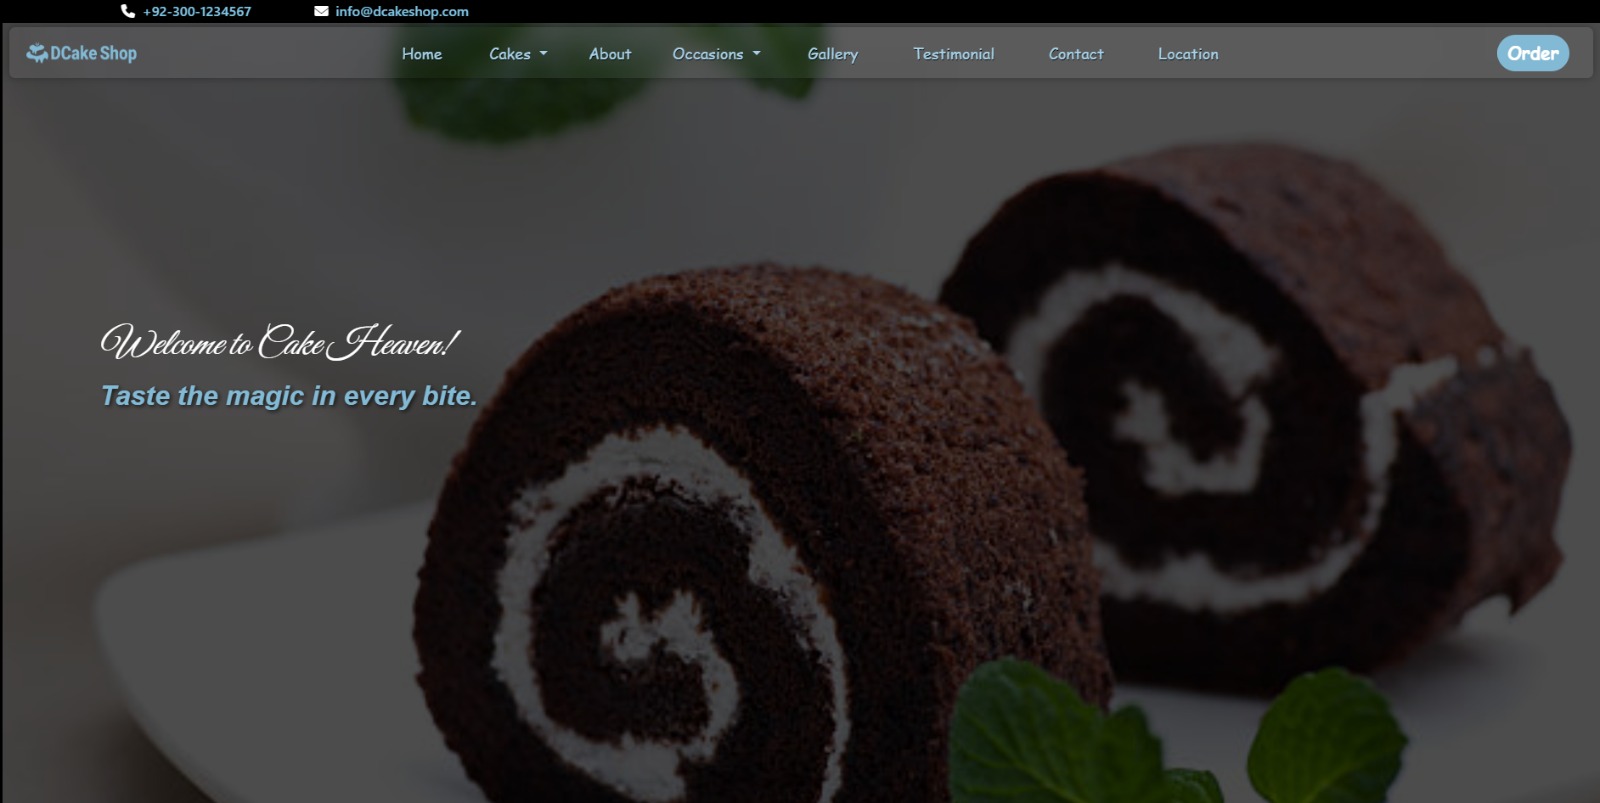 +92-300-1234567 info@dcakeshop.com
DCake Shop Home Cakes About Occasions Gallery Testimonial Contact Location Order
Welcome to Cake Heaven!
Taste the magic in every bite.